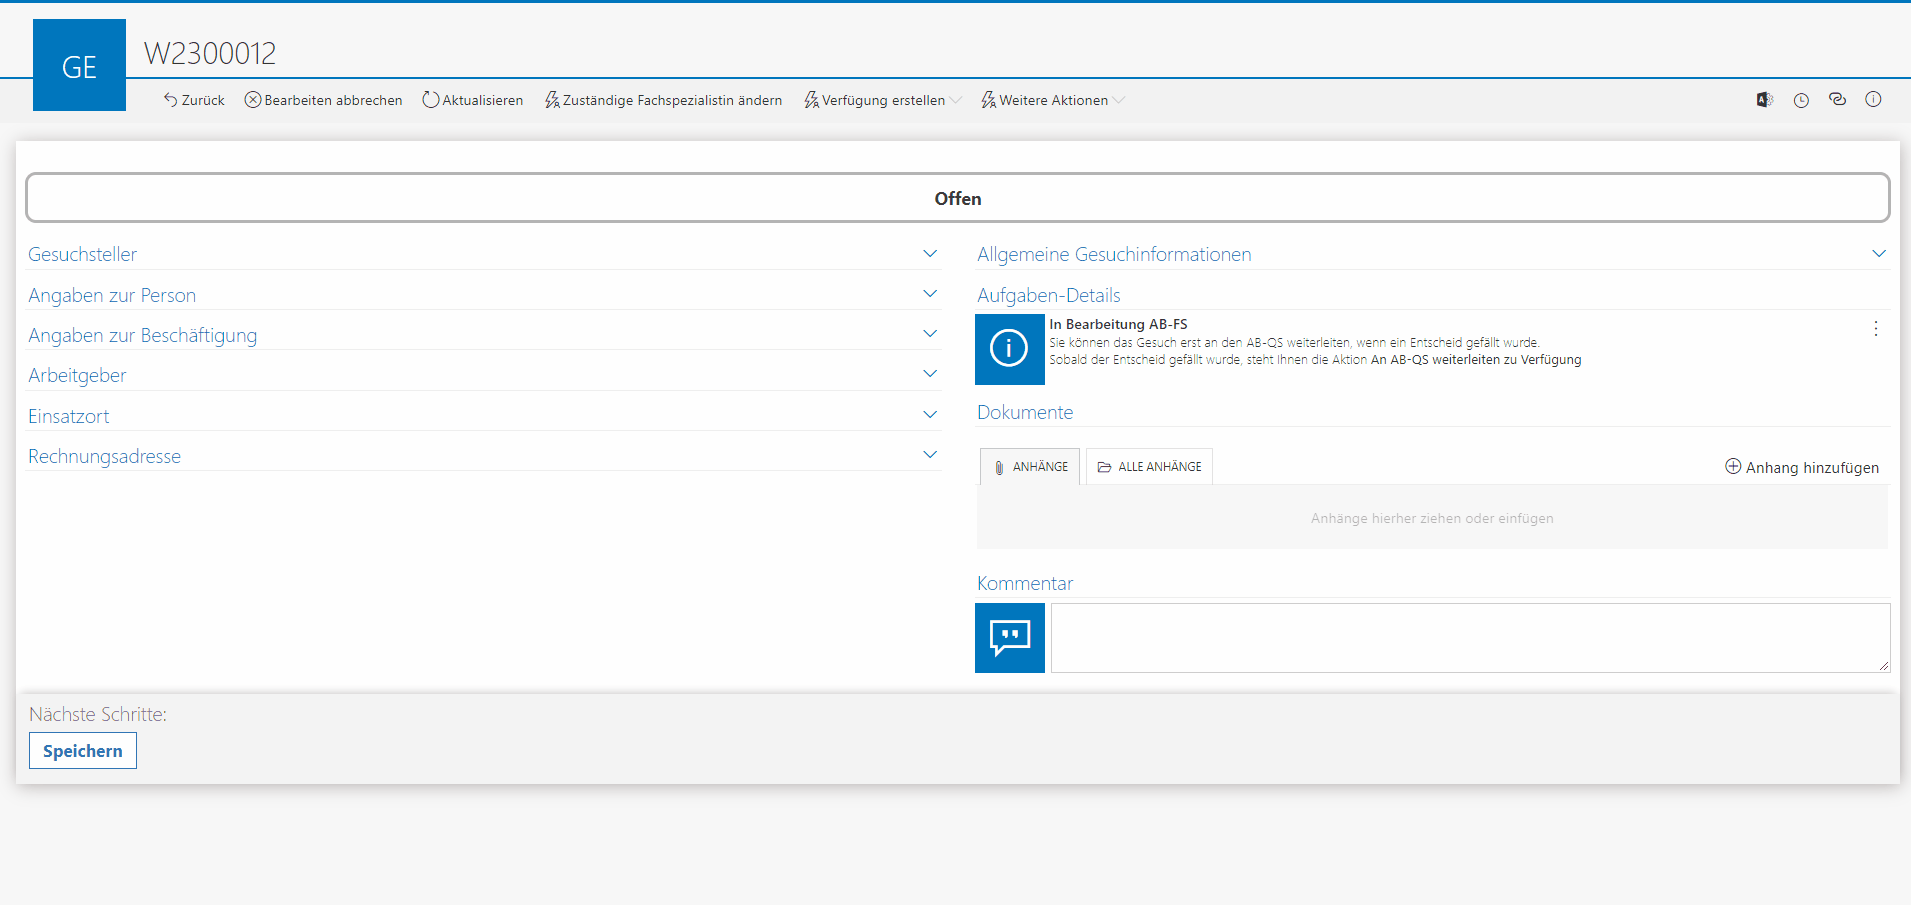 GE
W2300012
Zurück
Bearbeiten abbrechen
Aktualisieren
Zuständige Fachspezialistin ändern
Verfügung erstellen
Weitere Aktionen
Offen
Gesuchsteller
Angaben zur Person
Angaben zur Beschäftigung
Arbeitgeber
Einsatzort
Rechnungsadresse
Allgemeine Gesuchinformationen
Aufgaben-Details
In Bearbeitung AB-FS
Sie können das Gesuch erst an den AB-QS weiterleiten, wenn ein Entscheid gefällt wurde.
Sobald der Entscheid gefällt wurde, steht Ihnen die Aktion An AB-QS weiterleiten zu Verfügung
Dokumente
ANHÄNGE
ALLE ANHÄNGE
Anhang hinzufügen
Anhänge hierher ziehen oder einfügen
Kommentar
Nächste Schritte:
Speichern